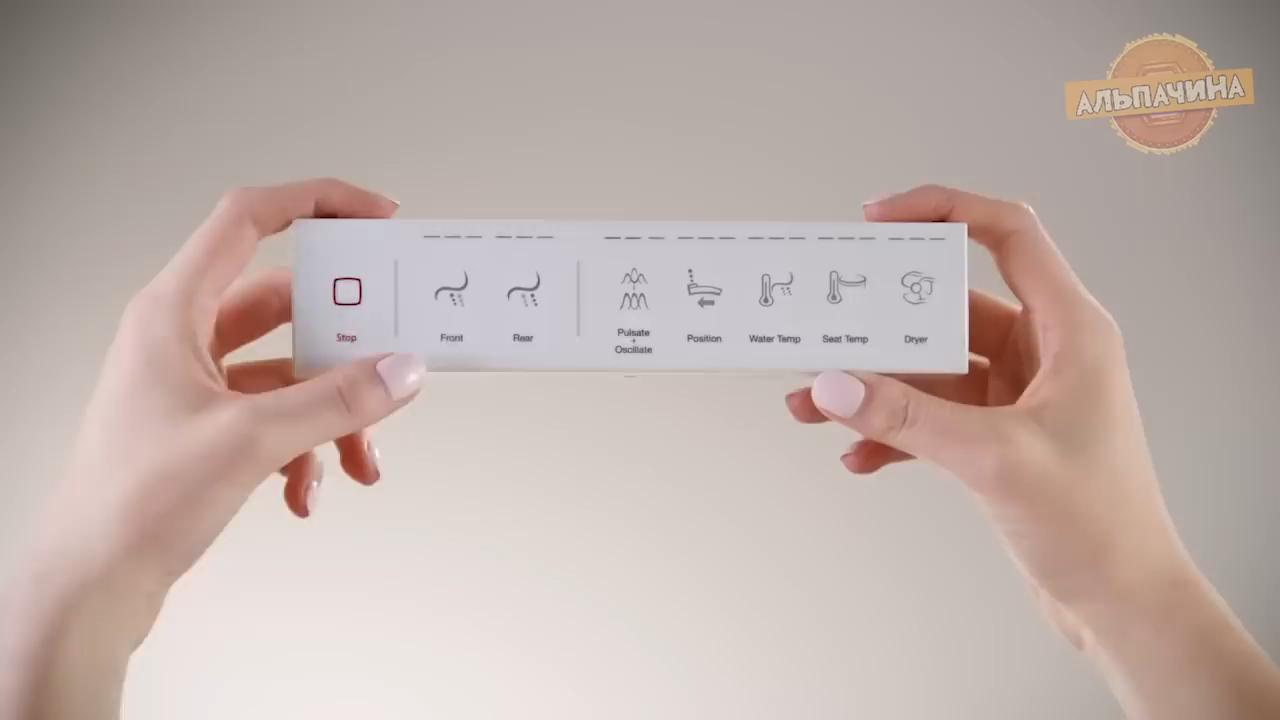 АЛЬПАЧИНА
Stop
Front
Rear
Pulsate
+
Oscillate
Position
Water Temp
Seat Temp
Dryer